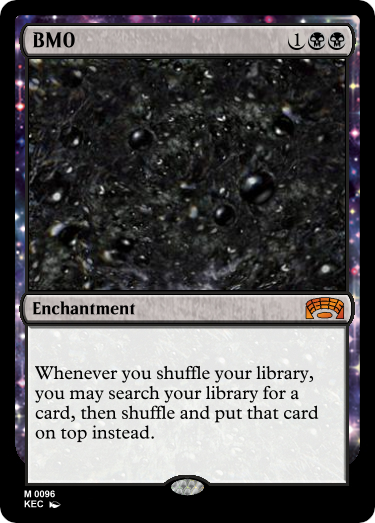 BMO 1
Enchantment
Whenever you shuffle your library,
you may search your library for a
card, then shuffle and put that card
on top instead.
M 0096
KEC